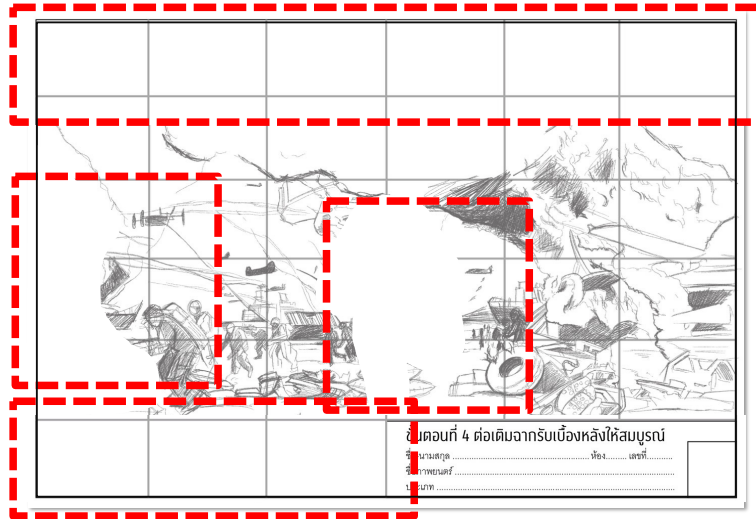 ขั้นตอนที่ 4 ต่อเติมฉากรับเบื้องหลังให้สมบูรณ์
ชื่อนามสกุล ........................................................ ห้อง......... เลขที่.........
ชื่อภาพยนตร์ ..........................................................................................
ประเภท ..................................................................................................